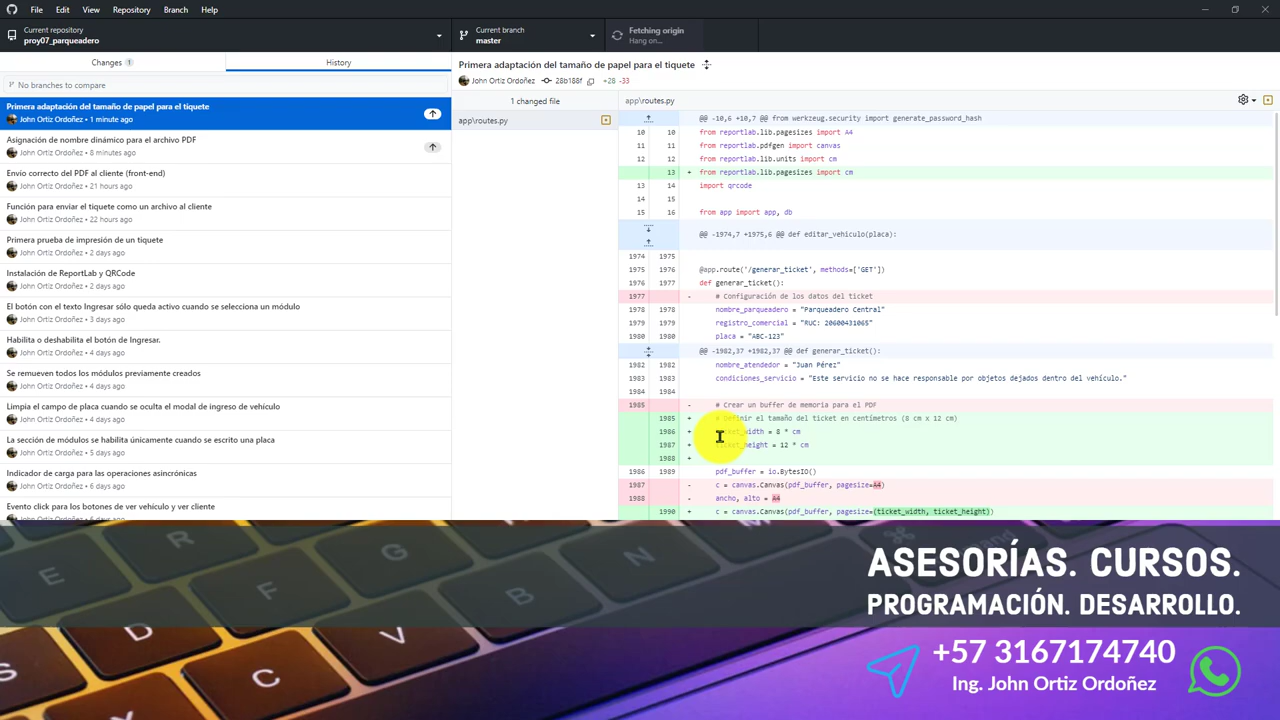 File Edit View Repository Branch Help
Current repository
proy07_parqueadero
Current branch
master
Fetching origin
Hang on...
Changes 1
History
No branches to compare
Primera adaptación del tamaño de papel para el tíquete
John Ortiz Ordoñez • 1 minute ago
Asignación de nombre dinámico para el archivo PDF
John Ortiz Ordoñez • 8 minutes ago
Envío correcto del PDF al cliente (front-end)
John Ortiz Ordoñez • 21 hours ago
Función para enviar el tíquete como un archivo al cliente
John Ortiz Ordoñez • 22 hours ago
Primera prueba de impresión de un tíquete
John Ortiz Ordoñez • 2 days ago
Instalación de ReportLab y QRCode
John Ortiz Ordoñez • 2 days ago
El botón con el texto Ingresar sólo queda activo cuando se selecciona un módulo
John Ortiz Ordoñez • 3 days ago
Habilita o deshabilita el botón de Ingresar.
John Ortiz Ordoñez • 4 days ago
Se remueven todos los módulos previamente creados
John Ortiz Ordoñez • 4 days ago
Limpia el campo de placa cuando se oculta el modal de ingreso de vehículo
John Ortiz Ordoñez • 4 days ago
La sección de módulos se habilita únicamente cuando se escrito una placa
John Ortiz Ordoñez • 5 days ago
Indicador de carga para las operaciones asincrónicas
John Ortiz Ordoñez • 6 days ago
Evento click para los botones de ver vehículo y ver cliente
John Ortiz Ordoñez • 6 days ago
Primera adaptación del tamaño de papel para el tíquete
John Ortiz Ordoñez 28b188f +28 -33
1 changed file
app\routes.py
app\routes.py
@@ -10,6 +10,7 @@ from werkzeug.security import generate_password_hash
10 10 from reportlab.lib.pagesizes import A4
11 11 from reportlab.pdfgen import canvas
12 12 from reportlab.lib.units import cm
13 + from reportlab.lib.pagesizes import cm
13 14 import qrcode
14 15
15 16 from app import app, db
@@ -1974,7 +1975,6 @@ def editar_vehiculo(placa):
1974 1975
1975 1976 @app.route('/generar_ticket', methods=['GET'])
1976 1977 def generar_ticket():
1977 - # Configuración de los datos del ticket
1978 1978 nombre_parqueadero = "Parqueadero Central"
1979 1979 registro_comercial = "RUC: 20600431065"
1980 1980 placa = "ABC-123"
@@ -1982,37 +1982,37 @@ def generar_ticket():
1982 1982 nombre_atendedor = "Juan Pérez"
1983 1983 condiciones_servicio = "Este servicio no se hace responsable por objetos dejados dentro del vehículo."
1984 1984
1985 - # Crear un buffer de memoria para el PDF
1985 + # Definir el tamaño del ticket en centímetros (8 cm x 12 cm)
1986 + ticket_width = 8 * cm
1987 + ticket_height = 12 * cm
1988 +
1986 1989 pdf_buffer = io.BytesIO()
1987 - c = canvas.Canvas(pdf_buffer, pagesize=A4)
1988 - ancho, alto = A4
1990 + c = canvas.Canvas(pdf_buffer, pagesize=(ticket_width, ticket_height))
ASESORÍAS. CURSOS.
PROGRAMACIÓN. DESARROLLO.
+57 3167174740
Ing. John Ortiz Ordoñez